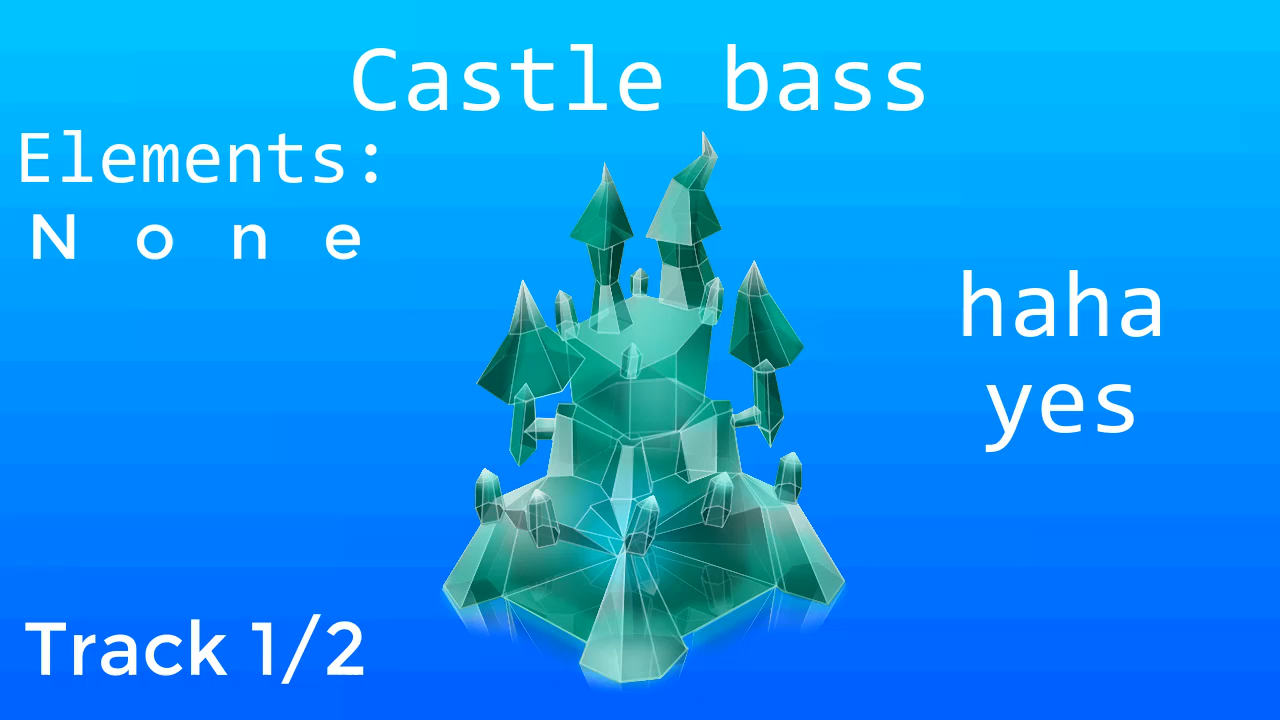 Castle bass
Elements:
N o n e
haha
yes
Track 1/2